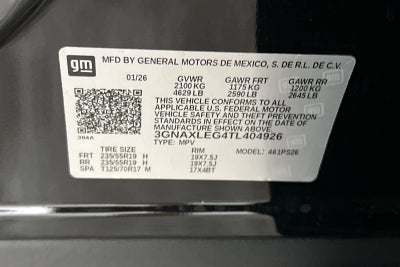 gm
MFD BY GENERAL MOTORS DE MEXICO, S. DE R.L. DE C.V.
01/26 GVWR GAWR FRT GAWR RR
2100 KG 1175 KG 1200 KG
4629 LB 2590 LB 2645 LB
THIS VEHICLE CONFORMS TO ALL
APPLICABLE U.S. FEDERAL MOTOR
VEHICLE SAFETY AND THEFT
PREVENTION STANDARDS IN EFFECT
ON THE DATE OF MANUFACTURE
SHOWN ABOVE.
3GNAXLEG4TL404926
394A TYPE: MPV
TIRE SIZE RIM MODEL: 461PS26
FRT 235/55R19 H 19X7.5J
RR 235/55R19 H 19X7.5J
SPA T125/70R17 M 17X4BT